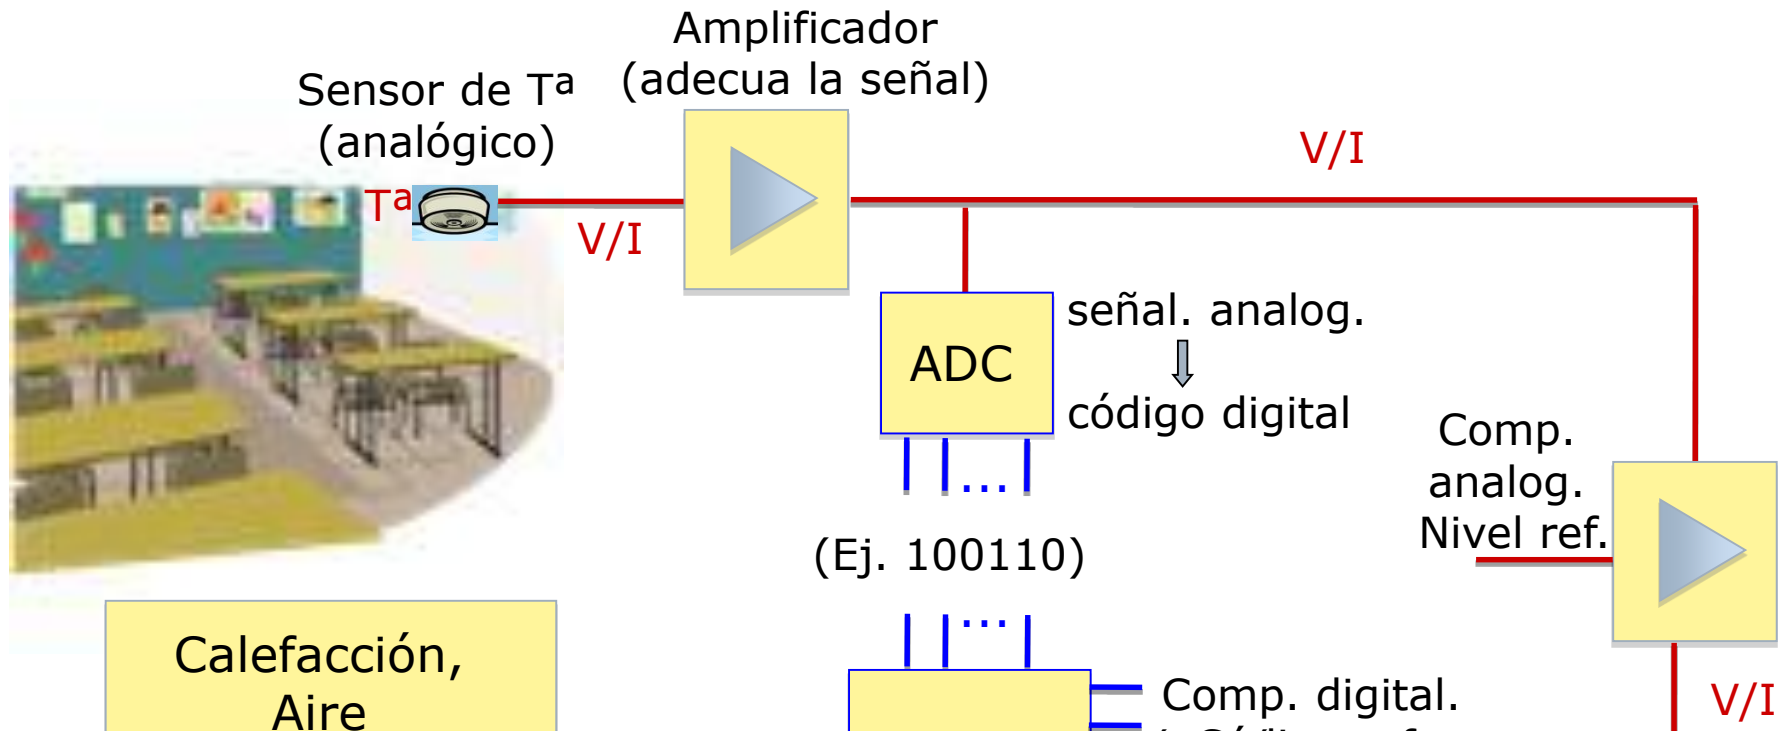 Amplificador
(adecua la señal)
Sensor de Tª
(analógico)
Tª
V/I
V/I
señal. analog.
ADC
código digital
...
(Ej. 100110)
...
Comp.
analog.
Nivel ref.
Calefacción,
Aire
Comp. digital.
V/I